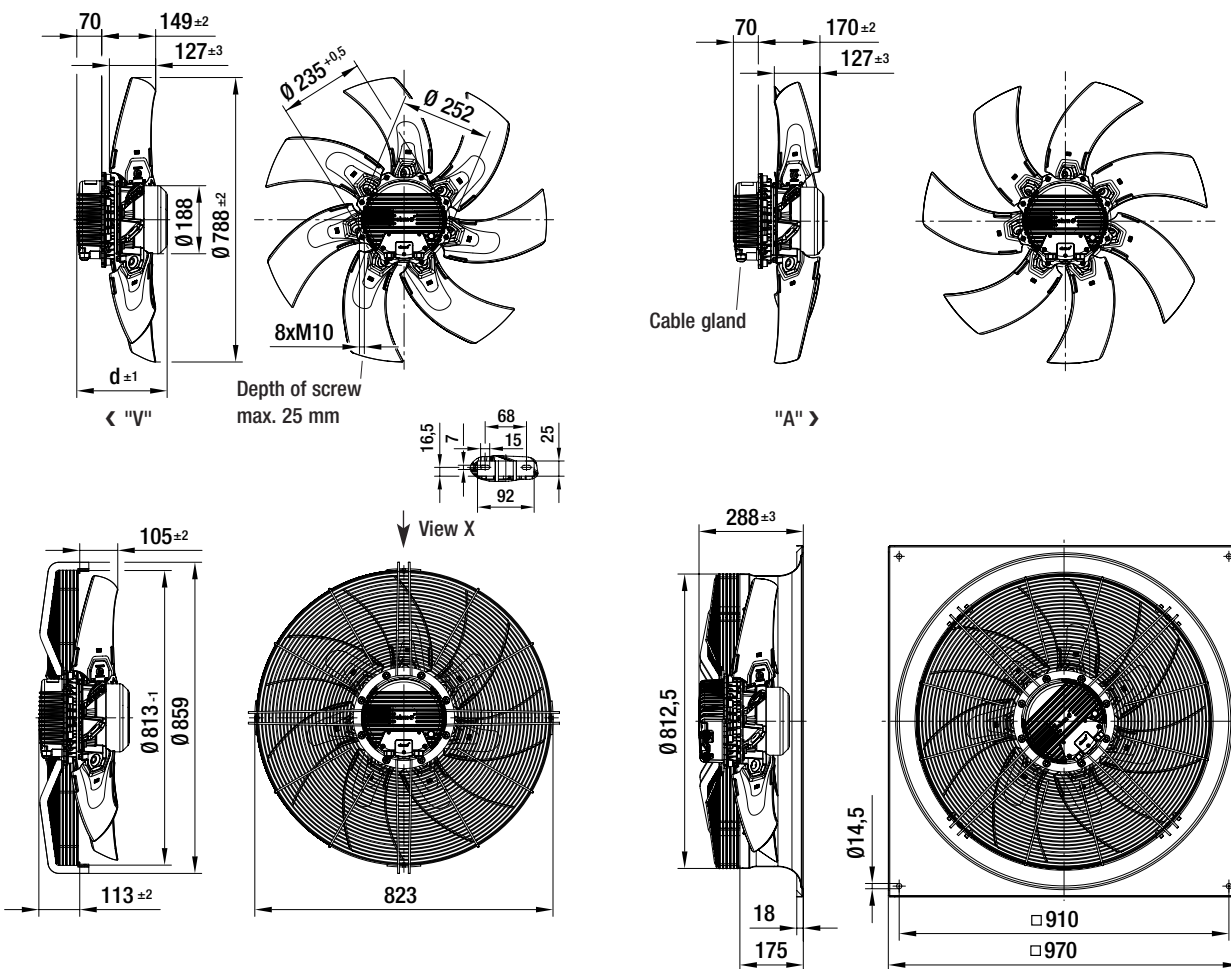 70
149±2
127±3
Ø 235+0,5
Ø 252
Ø 188
Ø 788±2
8xM10
Depth of screw
max. 25 mm
d±1
❮ "V"
70
170±2
127±3
Cable gland
"A" ❯
16,5
7
68
15
25
92
View X
105±2
Ø 813-1
Ø 859
113±2
823
288±3
Ø 812,5
18
175
Ø14,5
□ 910
□ 970